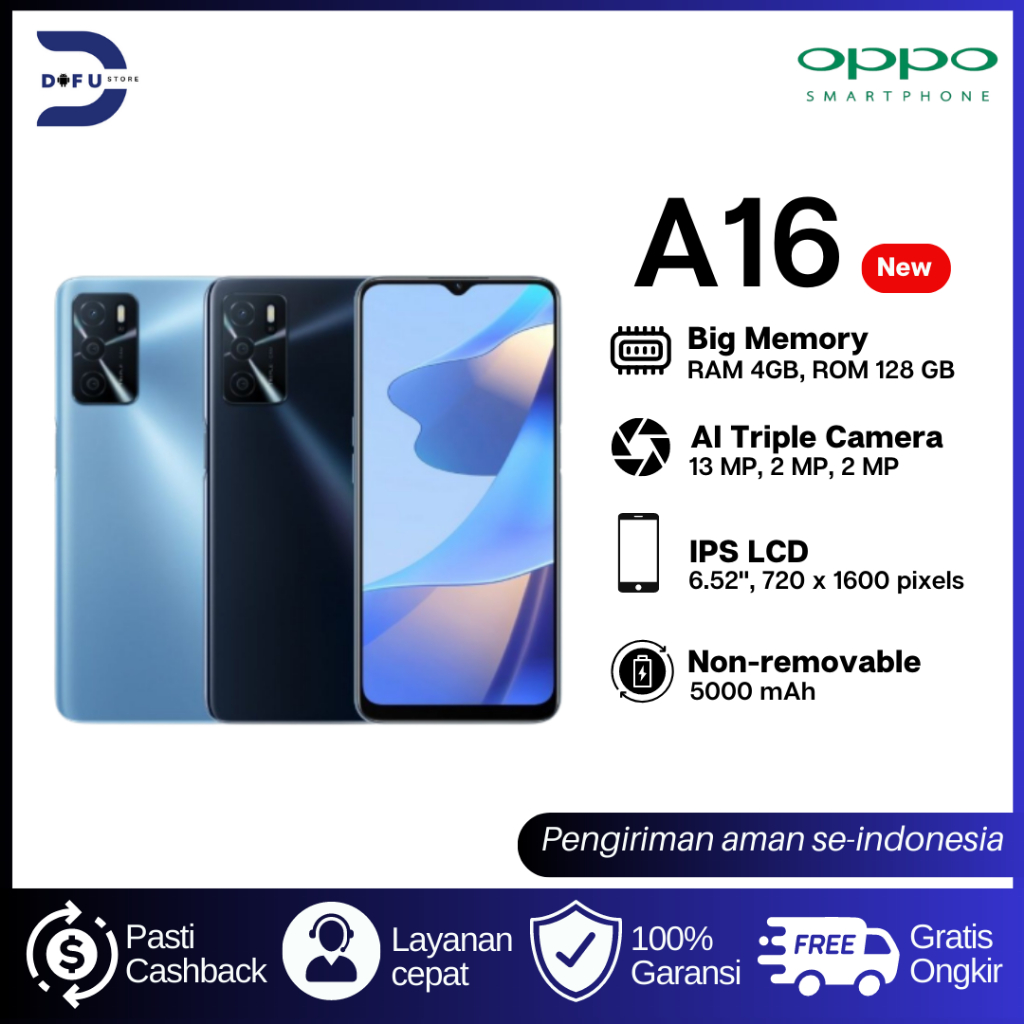 DOFU STORE
oppo
SMARTPHONE
A16
New
Big Memory
RAM 4GB, ROM 128 GB
AI Triple Camera
13 MP, 2 MP, 2 MP
IPS LCD
6.52", 720 x 1600 pixels
Non-removable
5000 mAh
Pengiriman aman se-indonesia
Pasti
Cashback
Layanan
cepat
100%
Garansi
FREE
Gratis
Ongkir